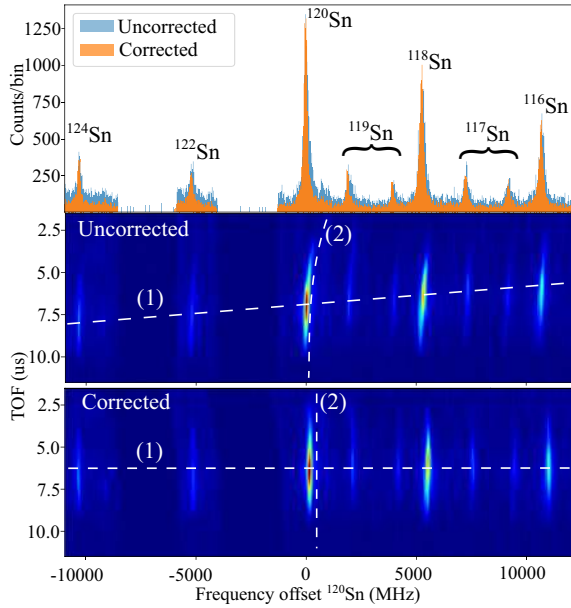 ¹²⁰Sn
Uncorrected
Corrected
¹¹⁸Sn
¹¹⁶Sn
¹¹⁹Sn
¹¹⁷Sn
¹²⁴Sn
¹²²Sn
Counts/bin
1250
1000
750
500
250
Uncorrected
(2)
(1)
2.5
5.0
7.5
10.0
TOF (us)
Corrected
(2)
(1)
2.5
5.0
7.5
10.0
-10000 -5000 0 5000 10000
Frequency offset ¹²⁰Sn (MHz)